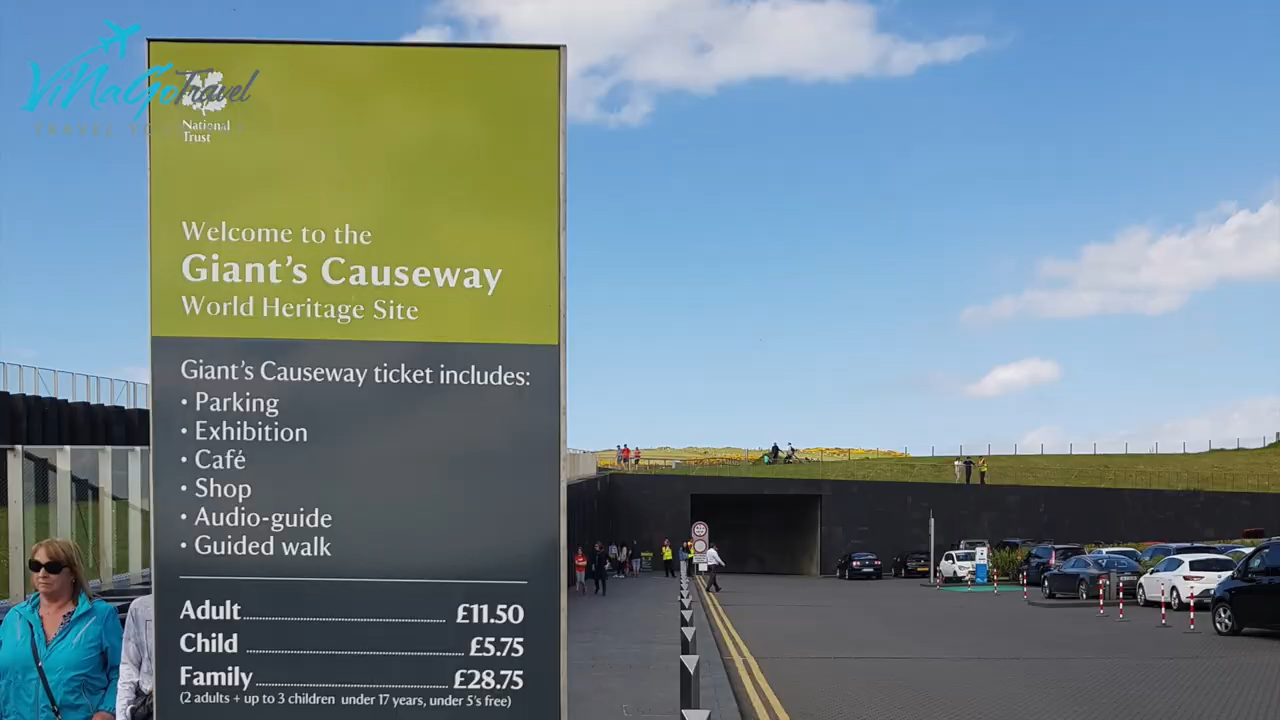 ViNaGoTravel
National
Trust
Welcome to the
Giant's Causeway
World Heritage Site
Giant's Causeway ticket includes:
• Parking
• Exhibition
• Café
• Shop
• Audio-guide
• Guided walk
Adult £11.50
Child £5.75
Family £28.75
(2 adults + up to 3 children under 17 years, under 5's free)